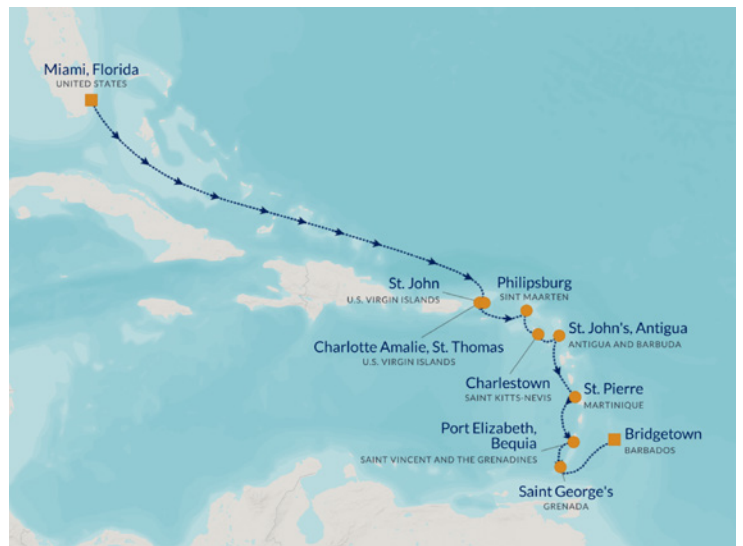 Miami, Florida
UNITED STATES
St. John
U.S. VIRGIN ISLANDS
Philipsburg
SINT MAARTEN
Charlotte Amalie, St. Thomas
U.S. VIRGIN ISLANDS
St. John's, Antigua
ANTIGUA AND BARBUDA
Charlestown
SAINT KITTS-NEVIS
St. Pierre
MARTINIQUE
Port Elizabeth,
Bequia
SAINT VINCENT AND THE GRENADINES
Bridgetown
BARBADOS
Saint George's
GRENADA